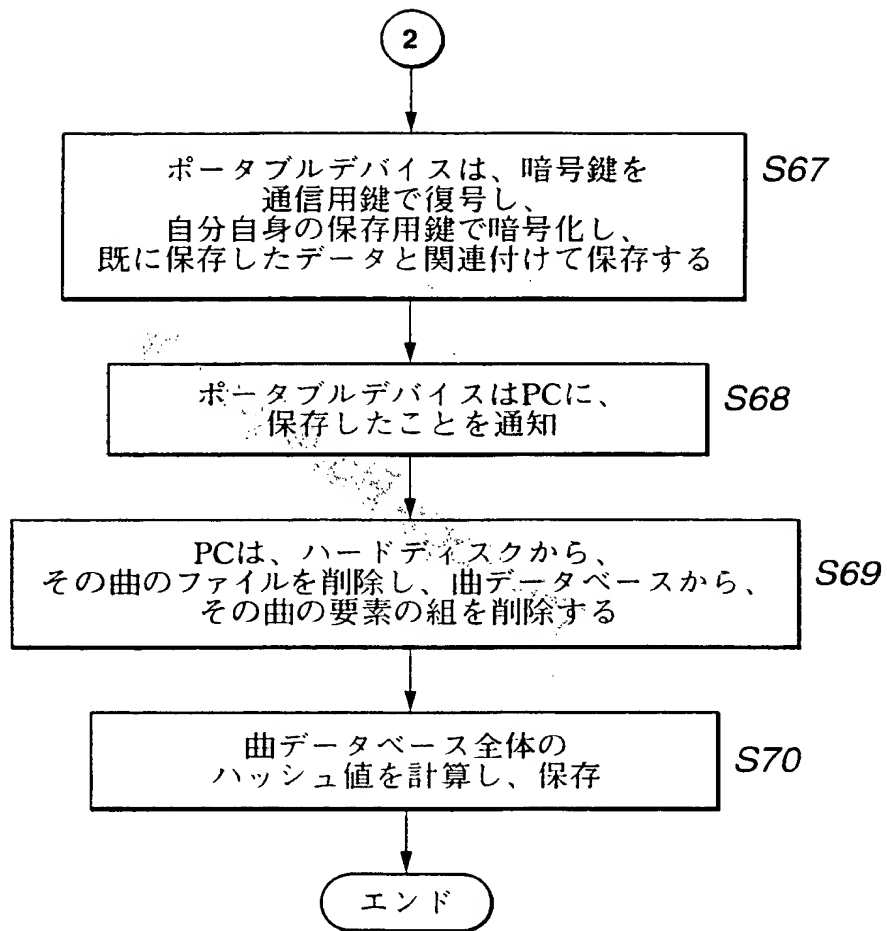 2
ポータブルデバイスは、暗号鍵を
通信用鍵で復号し、
自分自身の保存用鍵で暗号化し、
既に保存したデータと関連付けて保存する
S67
ポータブルデバイスはPCに、
保存したことを通知
S68
PCは、ハードディスクから、
その曲のファイルを削除し、曲データベースから、
その曲の要素の組を削除する
S69
曲データベース全体の
ハッシュ値を計算し、保存
S70
エンド